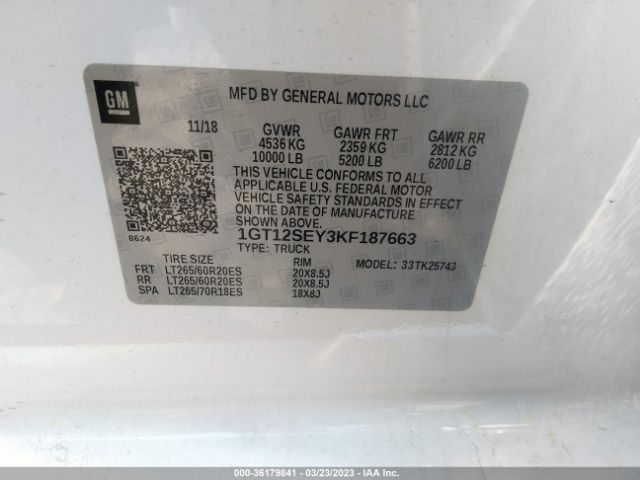 GM
MFD BY GENERAL MOTORS LLC
11/18 GVWR GAWR FRT GAWR RR
4536 KG 2359 KG 2812 KG
10000 LB 5200 LB 6200 LB
THIS VEHICLE CONFORMS TO ALL
APPLICABLE U.S. FEDERAL MOTOR
VEHICLE SAFETY STANDARDS IN EFFECT
ON THE DATE OF MANUFACTURE SHOWN ABOVE.
8624
1GT12SEY3KF187663
TYPE: TRUCK MODEL: 33TK25743
TIRE SIZE RIM
FRT LT265/60R20ES 20X8.5J
RR LT265/60R20ES 20X8.5J
SPA LT265/70R18ES 18X8J
000-36179841 / 03/23/2023 - IAA Inc.